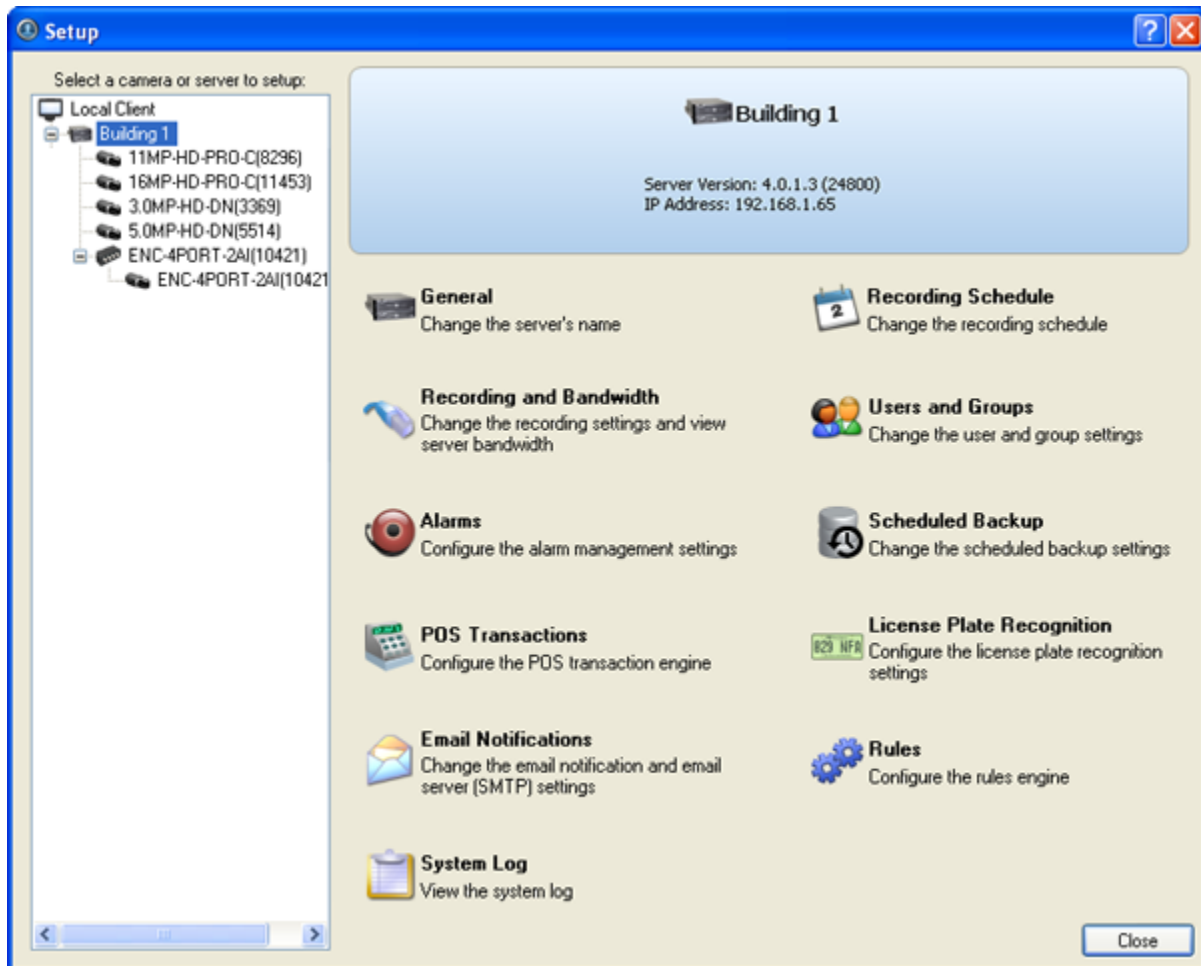 Setup
Select a camera or server to setup:
Local Client
Building 1
11MP-HD-PRO-C(8296)
16MP-HD-PRO-C(11453)
3.0MP-HD-DN(3369)
5.0MP-HD-DN(5514)
ENC-4PORT-2AI(10421)
ENC-4PORT-2AI(10421
Building 1
Server Version: 4.0.1.3 (24800)
IP Address: 192.168.1.65
General
Change the server's name
Recording Schedule
Change the recording schedule
Recording and Bandwidth
Change the recording settings and view
server bandwidth
Users and Groups
Change the user and group settings
Alarms
Configure the alarm management settings
Scheduled Backup
Change the scheduled backup settings
POS Transactions
Configure the POS transaction engine
License Plate Recognition
829 NFA
Configure the license plate recognition
settings
Email Notifications
Change the email notification and email
server (SMTP) settings
Rules
Configure the rules engine
System Log
View the system log
Close